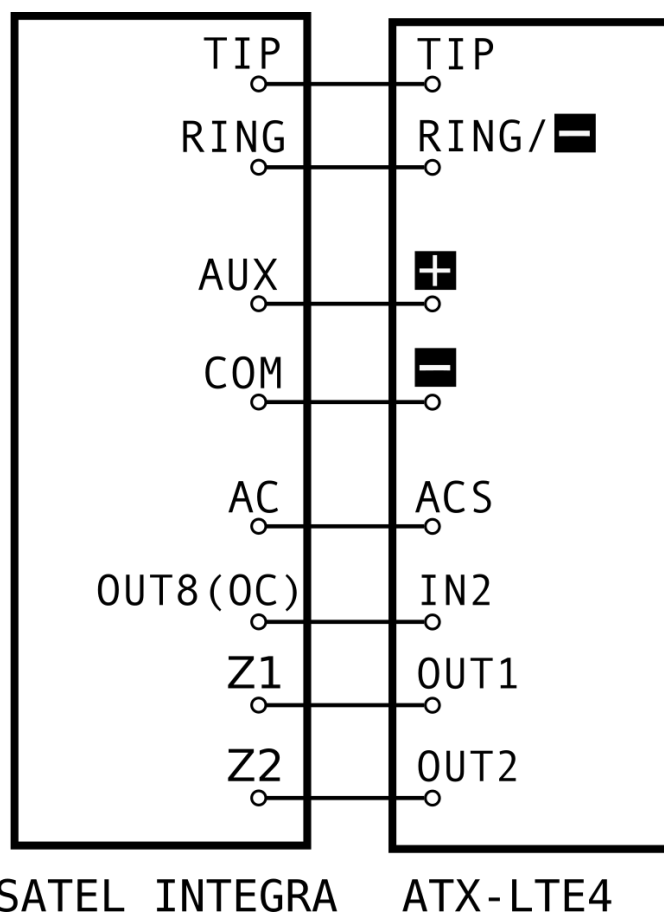 TIP TIP
RING RING/-
AUX +
COM -
AC ACS
OUT8(OC) IN2
Z1 OUT1
Z2 OUT2
SATEL INTEGRA ATX-LTE4